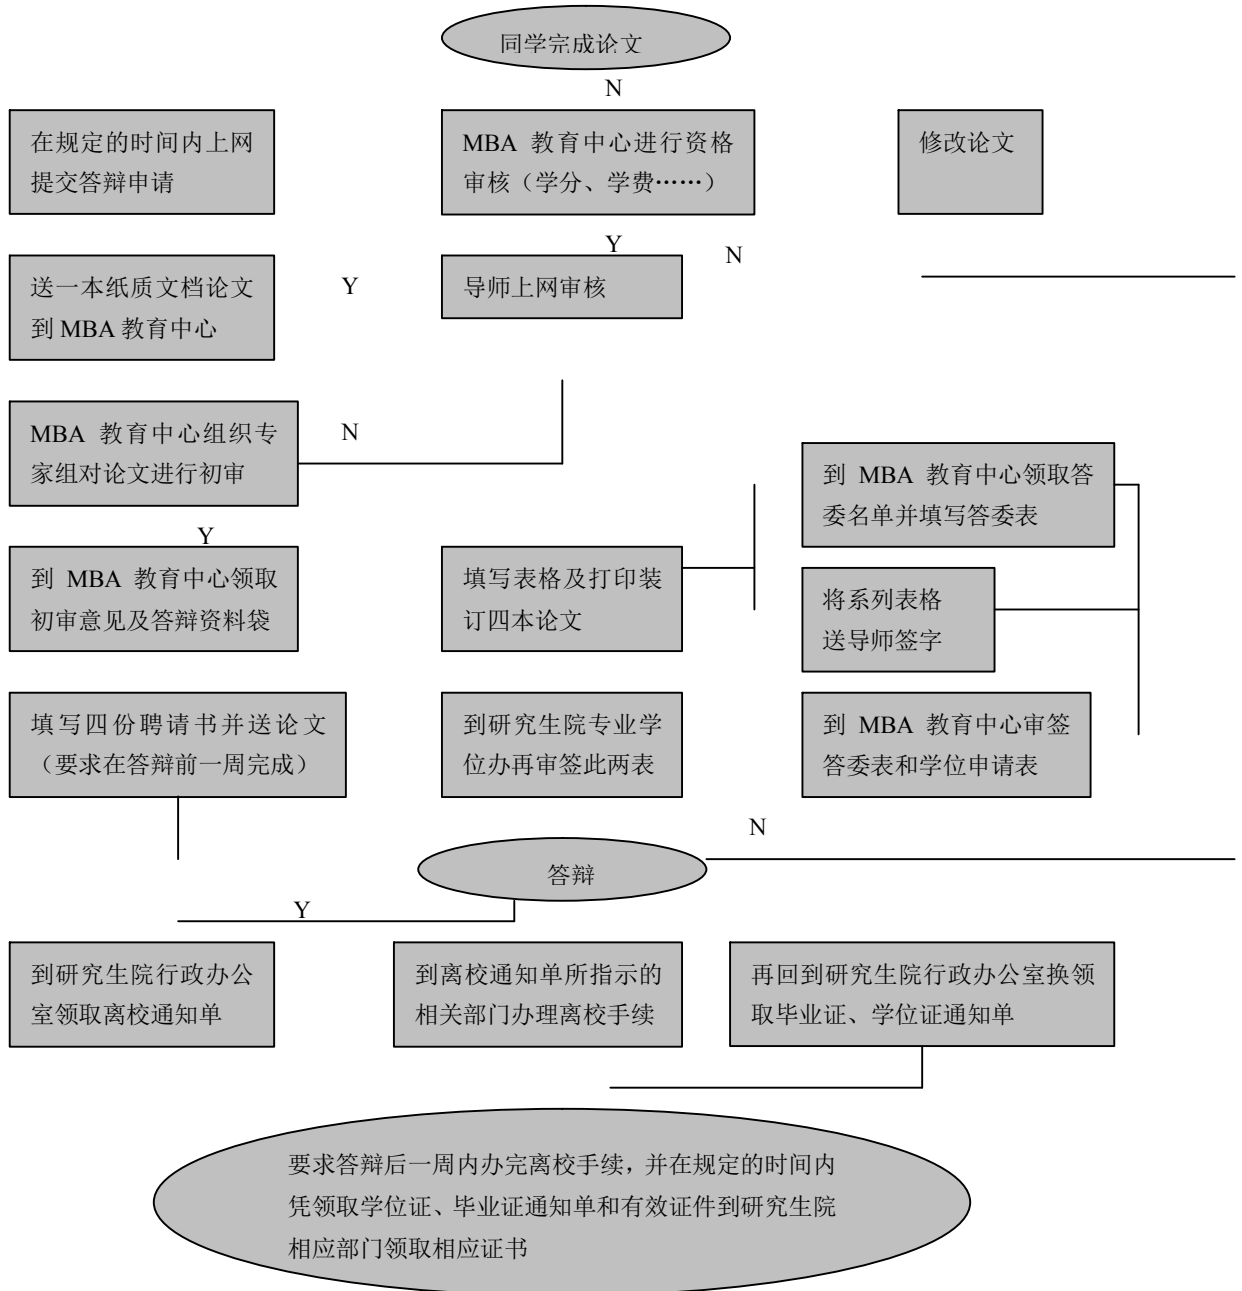 同学完成论文
N
在规定的时间内上网
提交答辩申请
MBA 教育中心进行资格
审核（学分、学费……）
修改论文
Y
N
送一本纸质文档论文
到 MBA 教育中心
Y
导师上网审核
MBA 教育中心组织专
家组对论文进行初审
N
到 MBA 教育中心领取答
委名单并填写答委表
Y
到 MBA 教育中心领取
初审意见及答辩资料袋
填写表格及打印装
订四本论文
将系列表格
送导师签字
填写四份聘请书并送论文
（要求在答辩前一周完成）
到研究生院专业学
位办再审签此两表
到 MBA 教育中心审签
答委表和学位申请表
N
答辩
Y
到研究生院行政办公
室领取离校通知单
到离校通知单所指示的
相关部门办理离校手续
再回到研究生院行政办公室换领
取毕业证、学位证通知单
要求答辩后一周内办完离校手续，并在规定的时间内
凭领取学位证、毕业证通知单和有效证件到研究生院
相应部门领取相应证书